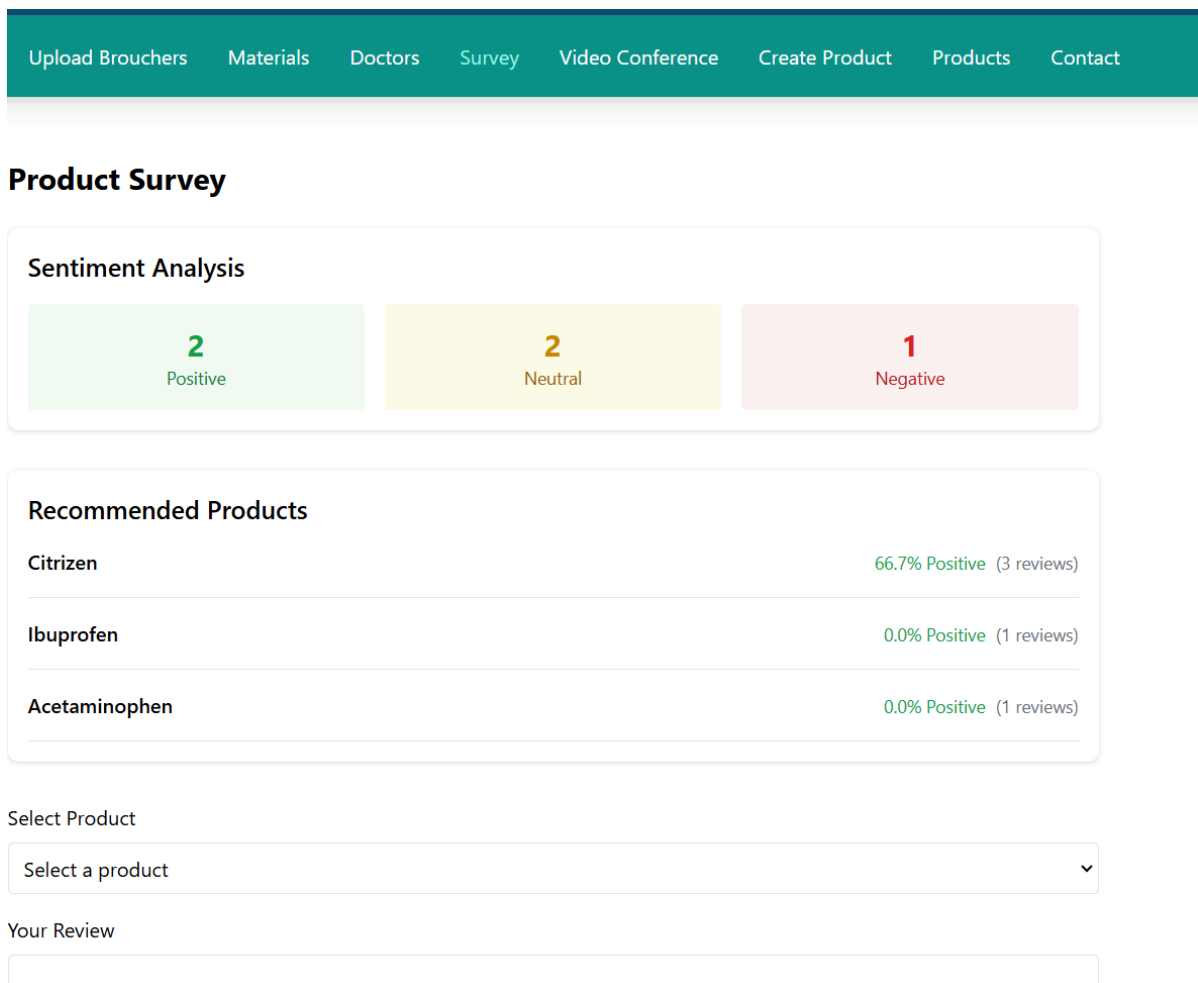 Upload Brouchers Materials Doctors Survey Video Conference Create Product Products Contact
Product Survey
Sentiment Analysis
2 2 1
Positive Neutral Negative
Recommended Products
Citrizen 66.7% Positive (3 reviews)
Ibuprofen 0.0% Positive (1 reviews)
Acetaminophen 0.0% Positive (1 reviews)
Select Product
Select a product
Your Review